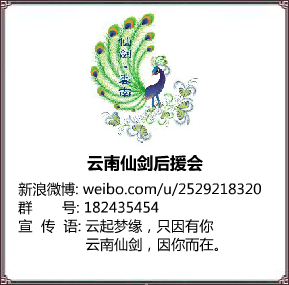 仙剑·云南
云南仙剑后援会
新浪微博: weibo.com/u/2529218320
群 号: 182435454
宣 传 语: 云起梦缘，只因有你
云南仙剑，因你而在。